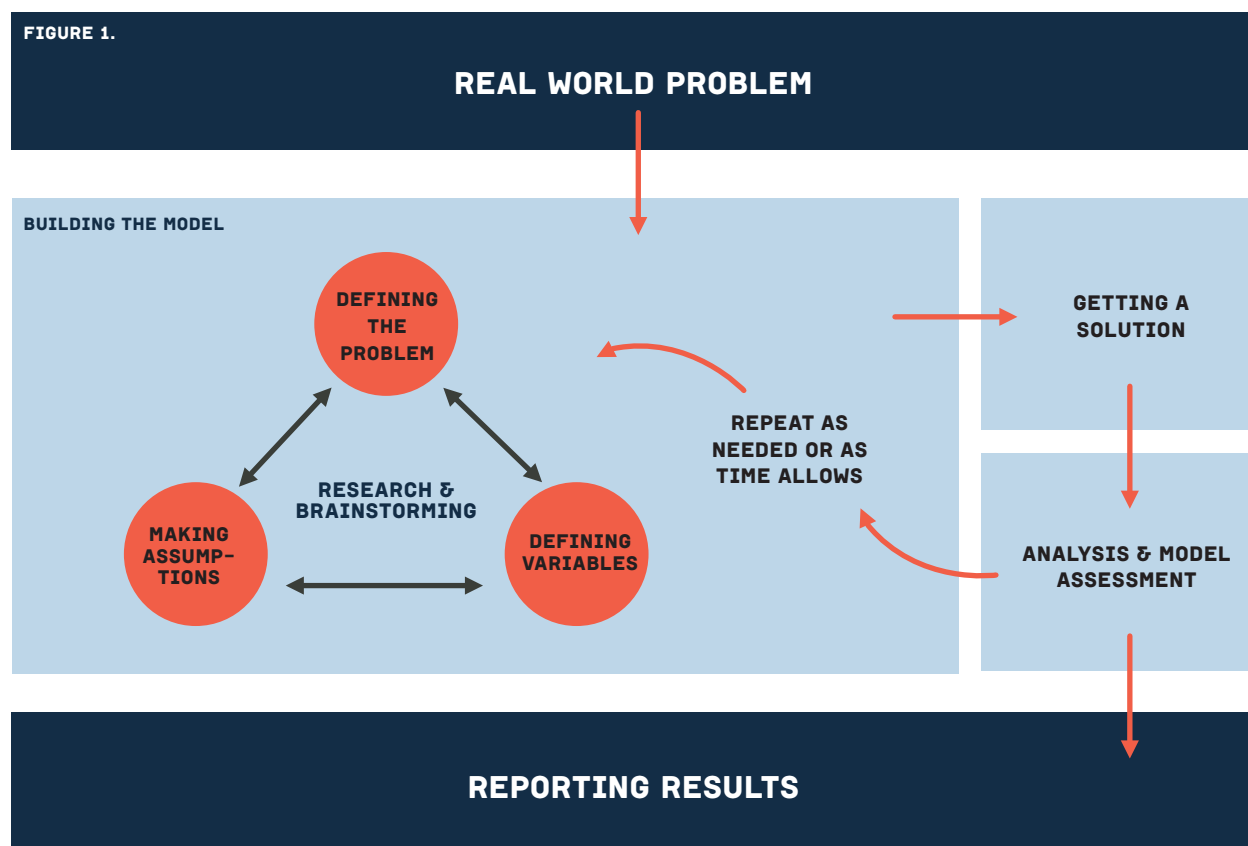 FIGURE 1.
REAL WORLD PROBLEM
BUILDING THE MODEL
DEFINING
THE
PROBLEM
GETTING A
SOLUTION
REPEAT AS
NEEDED OR AS
TIME ALLOWS
RESEARCH &
BRAINSTORMING
MAKING
ASSUMP-
TIONS
DEFINING
VARIABLES
ANALYSIS & MODEL
ASSESSMENT
REPORTING RESULTS